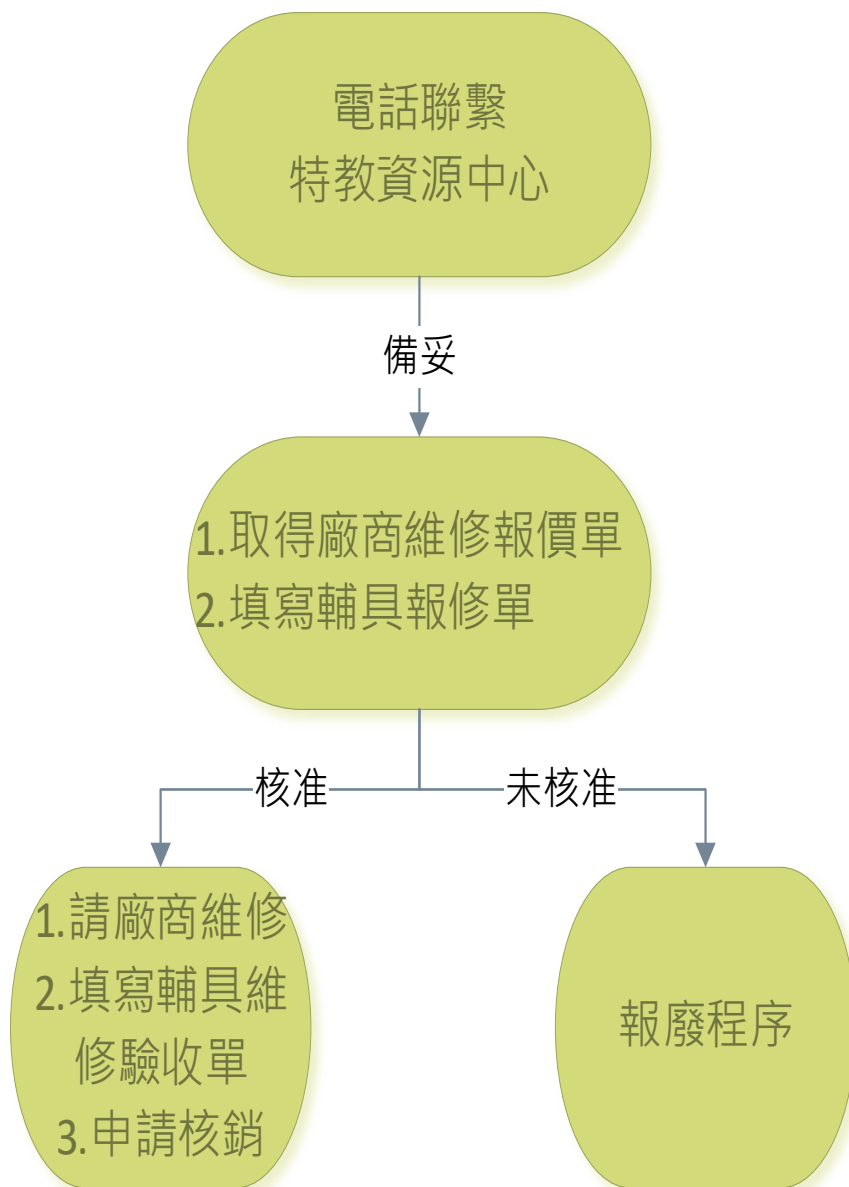 電話聯繫
特教資源中心
備妥
1.取得廠商維修報價單
2.填寫輔具報修單
核准
未核准
1.請廠商維修
2.填寫輔具維
修驗收單
3.申請核銷
報廢程序